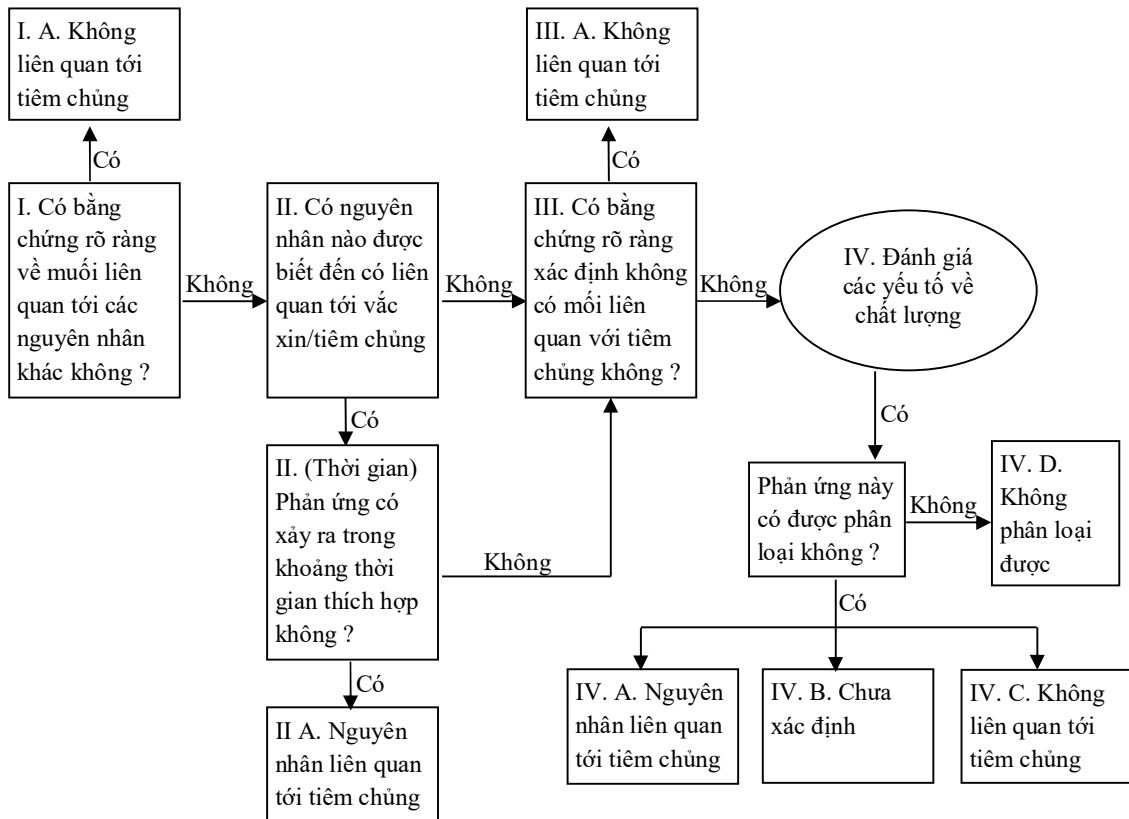 I. A. Không
liên quan tới
tiêm chủng
III. A. Không
liên quan tới
tiêm chủng
Có
Có
I. Có bằng
chứng rõ ràng
về muối liên
quan tới các
nguyên nhân
khác không ?
Không
II. Có nguyên
nhân nào được
biết đến có liên
quan tới vắc
xin/tiêm chủng
Không
III. Có bằng
chứng rõ ràng
xác định không
có mối liên
quan với tiêm
chủng không ?
Không
IV. Đánh giá
các yếu tố về
chất lượng
Có
Có
II. (Thời gian)
Phản ứng có
xảy ra trong
khoảng thời
gian thích hợp
không ?
Không
Phản ứng này
có được phân
loại không ?
Không
IV. D.
Không
phân loại
được
Có
Có
II A. Nguyên
nhân liên quan
tới tiêm chủng
IV. A. Nguyên
nhân liên quan
tới tiêm chủng
IV. B. Chưa
xác định
IV. C. Không
liên quan tới
tiêm chủng